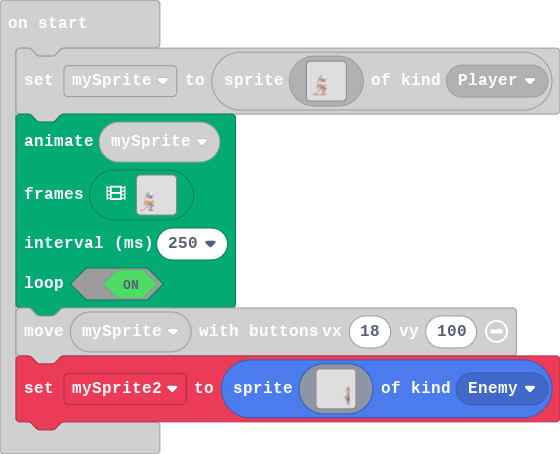 on start
set mySprite to sprite of kind Player
animate mySprite
frames
interval (ms) 250
loop ON
move mySprite with buttons vx 18 vy 100
set mySprite2 to sprite of kind Enemy